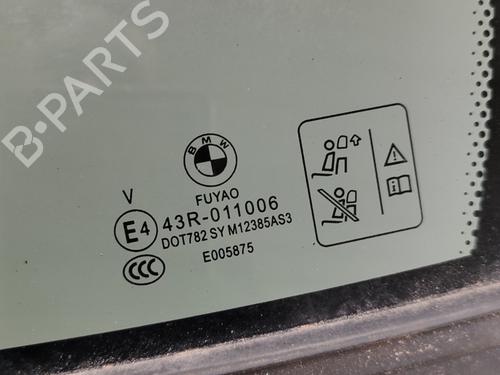 B-PARTS
BMW
FUYAO
V
E4 43R-011006
DOT782 SY M12385AS3
CCC E005875